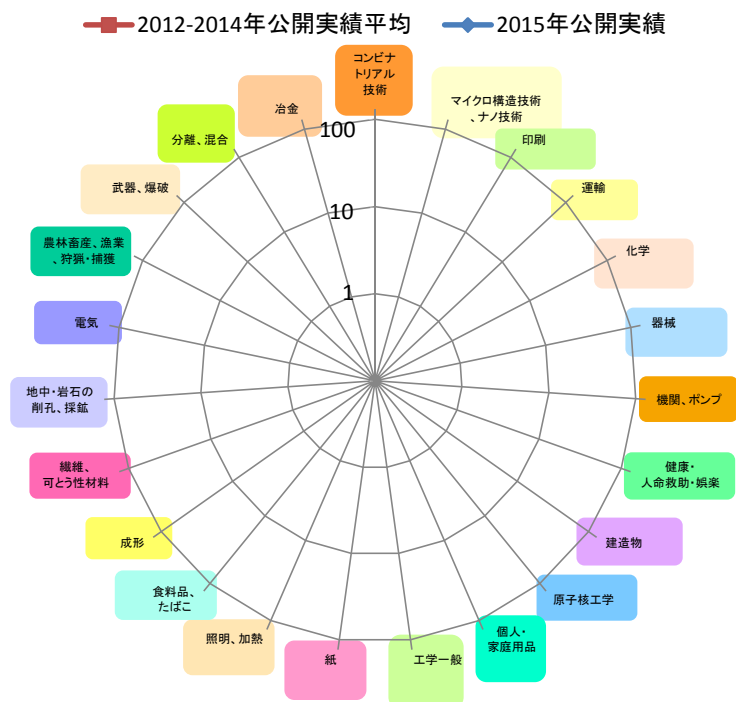 2012-2014年公開実績平均
2015年公開実績
コンビナ
トリアル
技術
マイクロ構造技術
、ナノ技術
印刷
運輸
化学
器械
機関、ポンプ
健康・
人命救助・娯楽
建造物
原子核工学
個人・
家庭用品
工学一般
紙
照明、加熱
食料品、
たばこ
成形
繊維、
可とう性材料
地中・岩石の
削孔、採鉱
電気
農林畜産、漁業
、狩猟・捕獲
武器、爆破
分離、混合
冶金
100
10
1